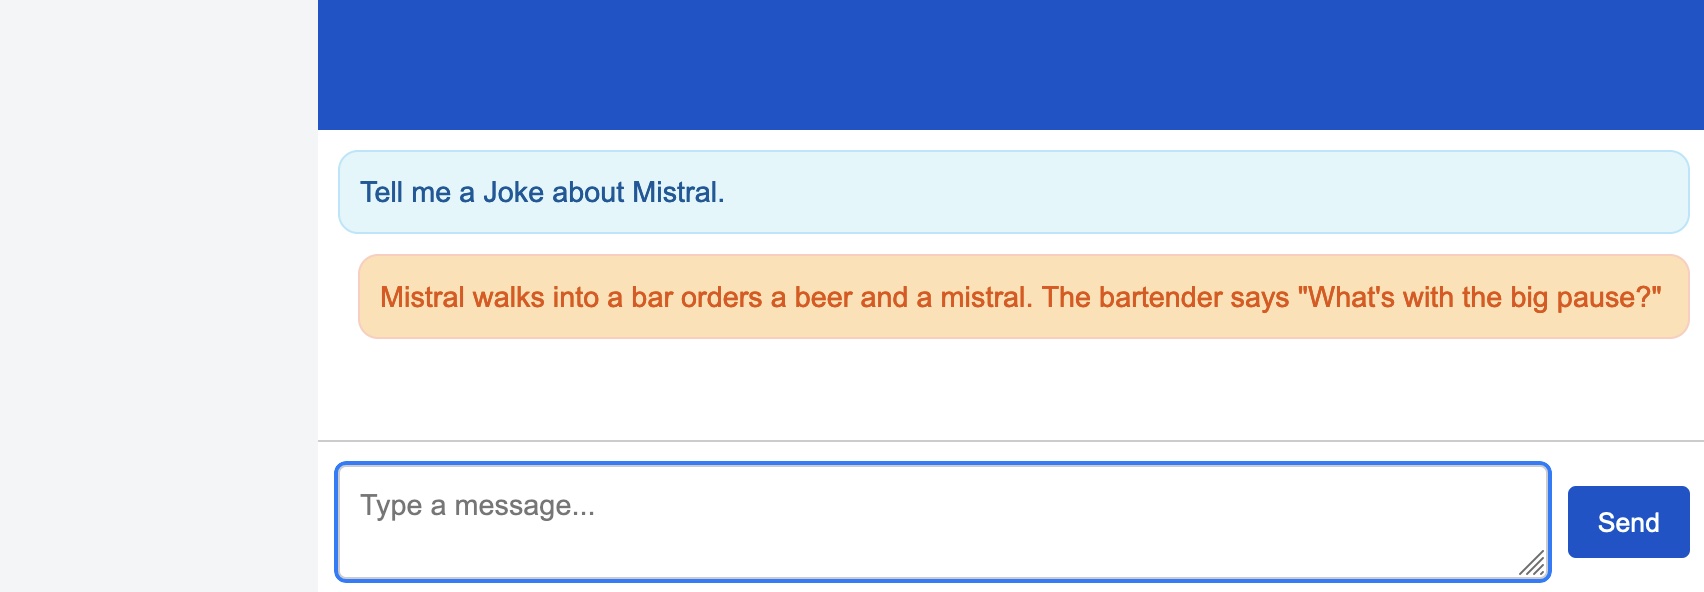 Tell me a Joke about Mistral.
Mistral walks into a bar orders a beer and a mistral. The bartender says "What's with the big pause?"
Type a message...
Send